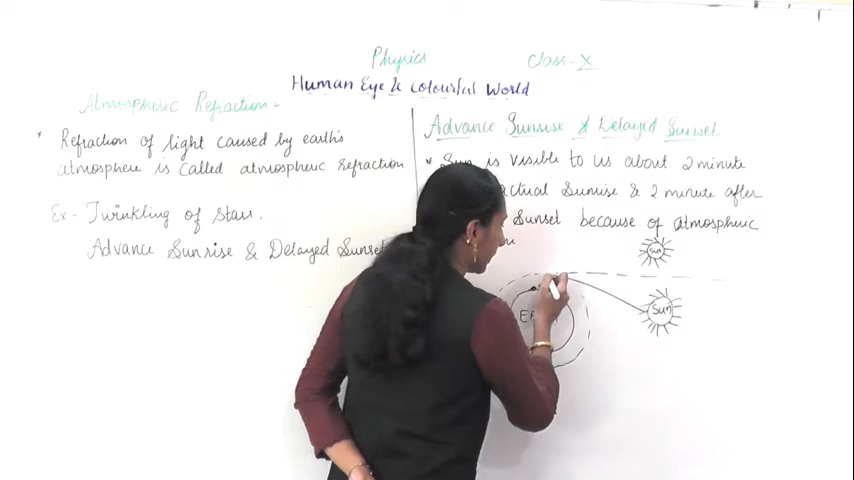 Physics Class-X
Human Eye & Colourful World
Atmospheric Refraction-
* Refraction of light caused by earth's
atmosphere is called atmospheric refraction
Ex- Twinkling of stars.
Advance Sunrise & Delayed Sunset
Advance Sunrise & Delayed Sunset
* Sun is visible to us about 2 minute
actual Sunrise & 2 minute after
Sunset because of atmospheric
Sun
Sun